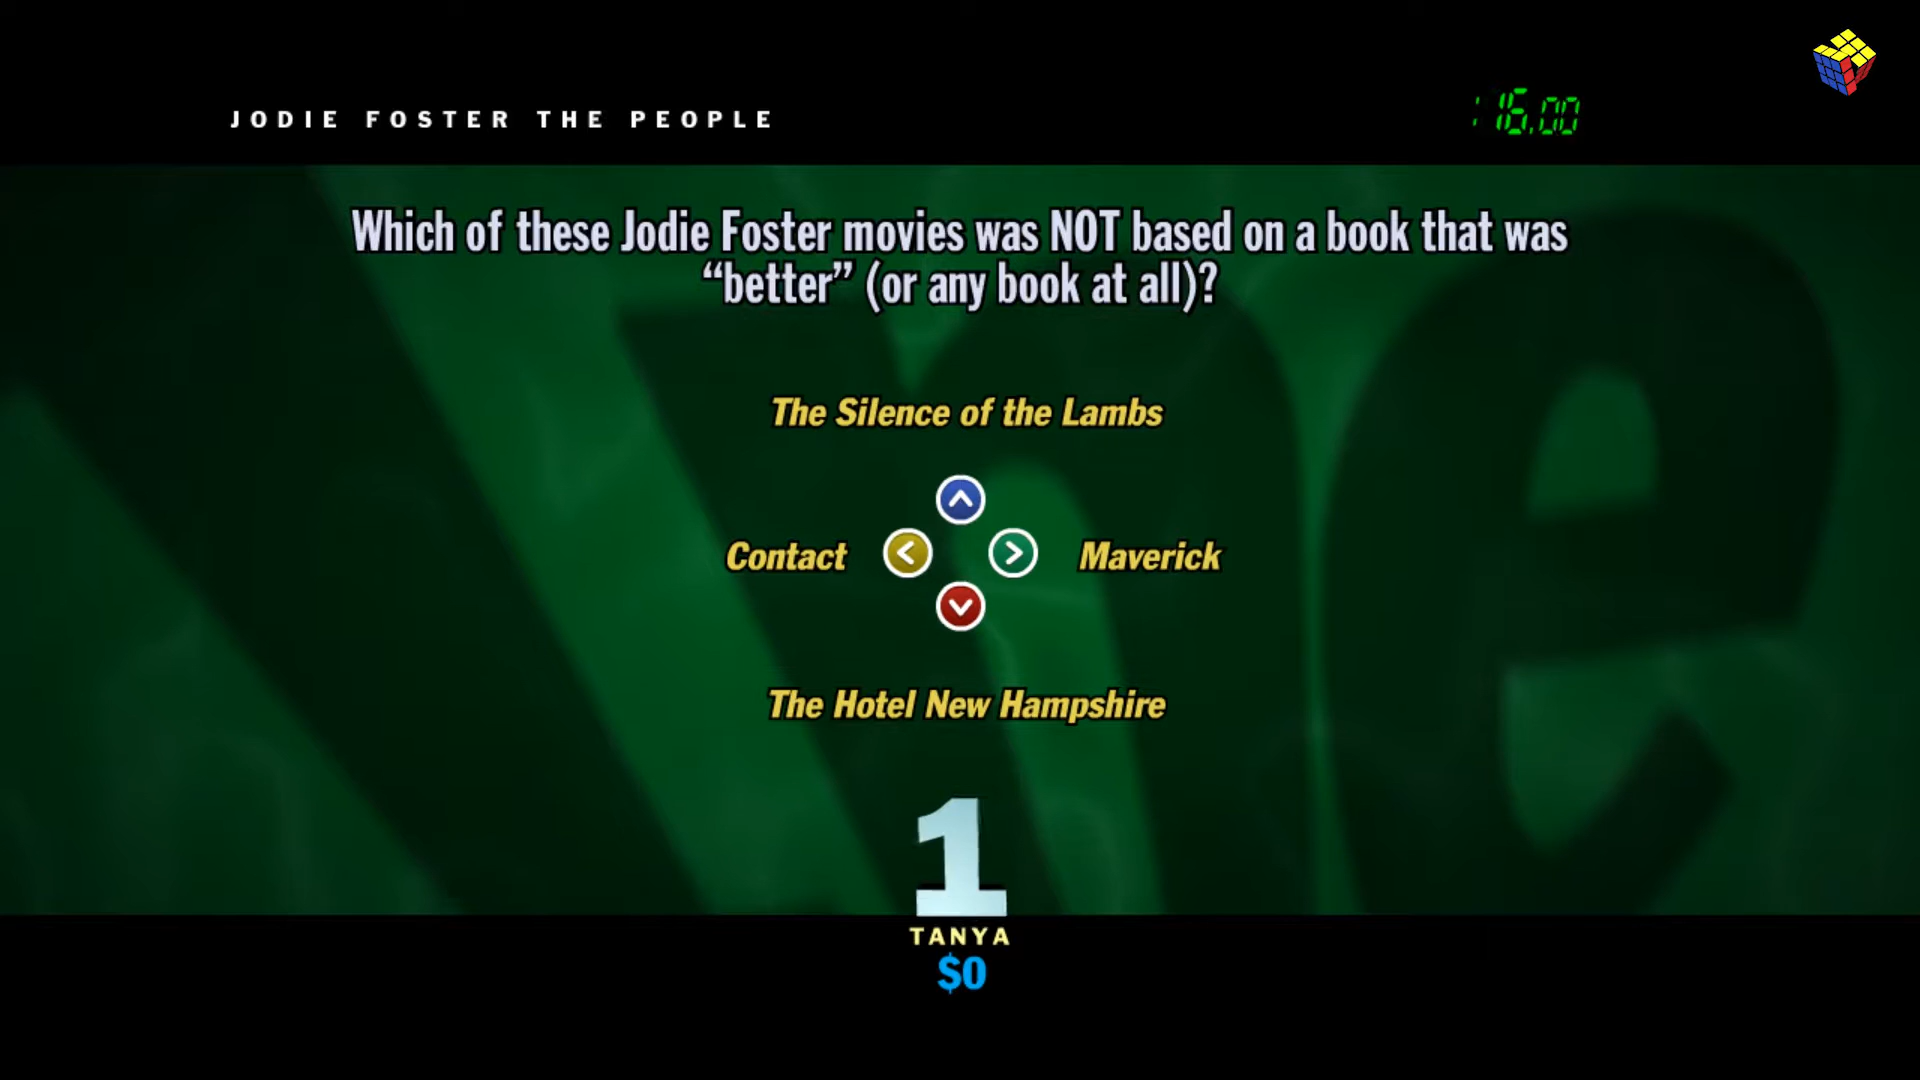 JODIE FOSTER THE PEOPLE
:16.00
Which of these Jodie Foster movies was NOT based on a book that was
“better” (or any book at all)?
The Silence of the Lambs
Contact
Maverick
The Hotel New Hampshire
1
TANYA
$0